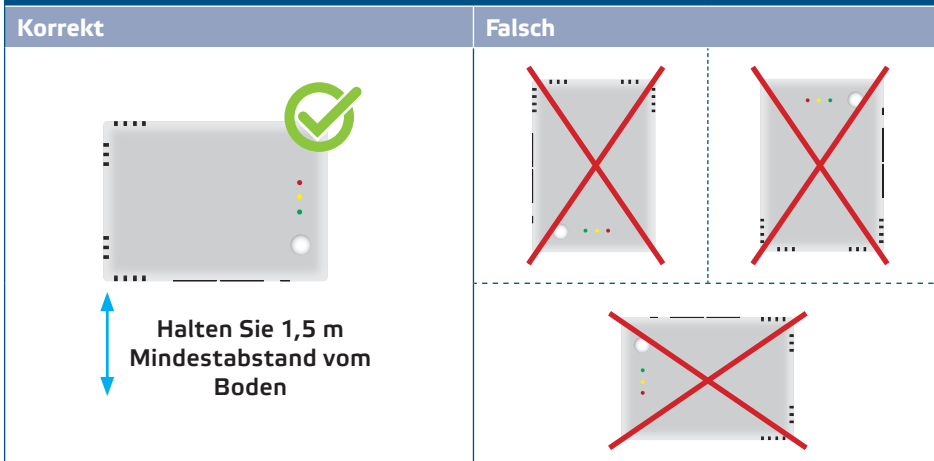 Korrekt
Falsch
Halten Sie 1,5 m
Mindestabstand vom
Boden